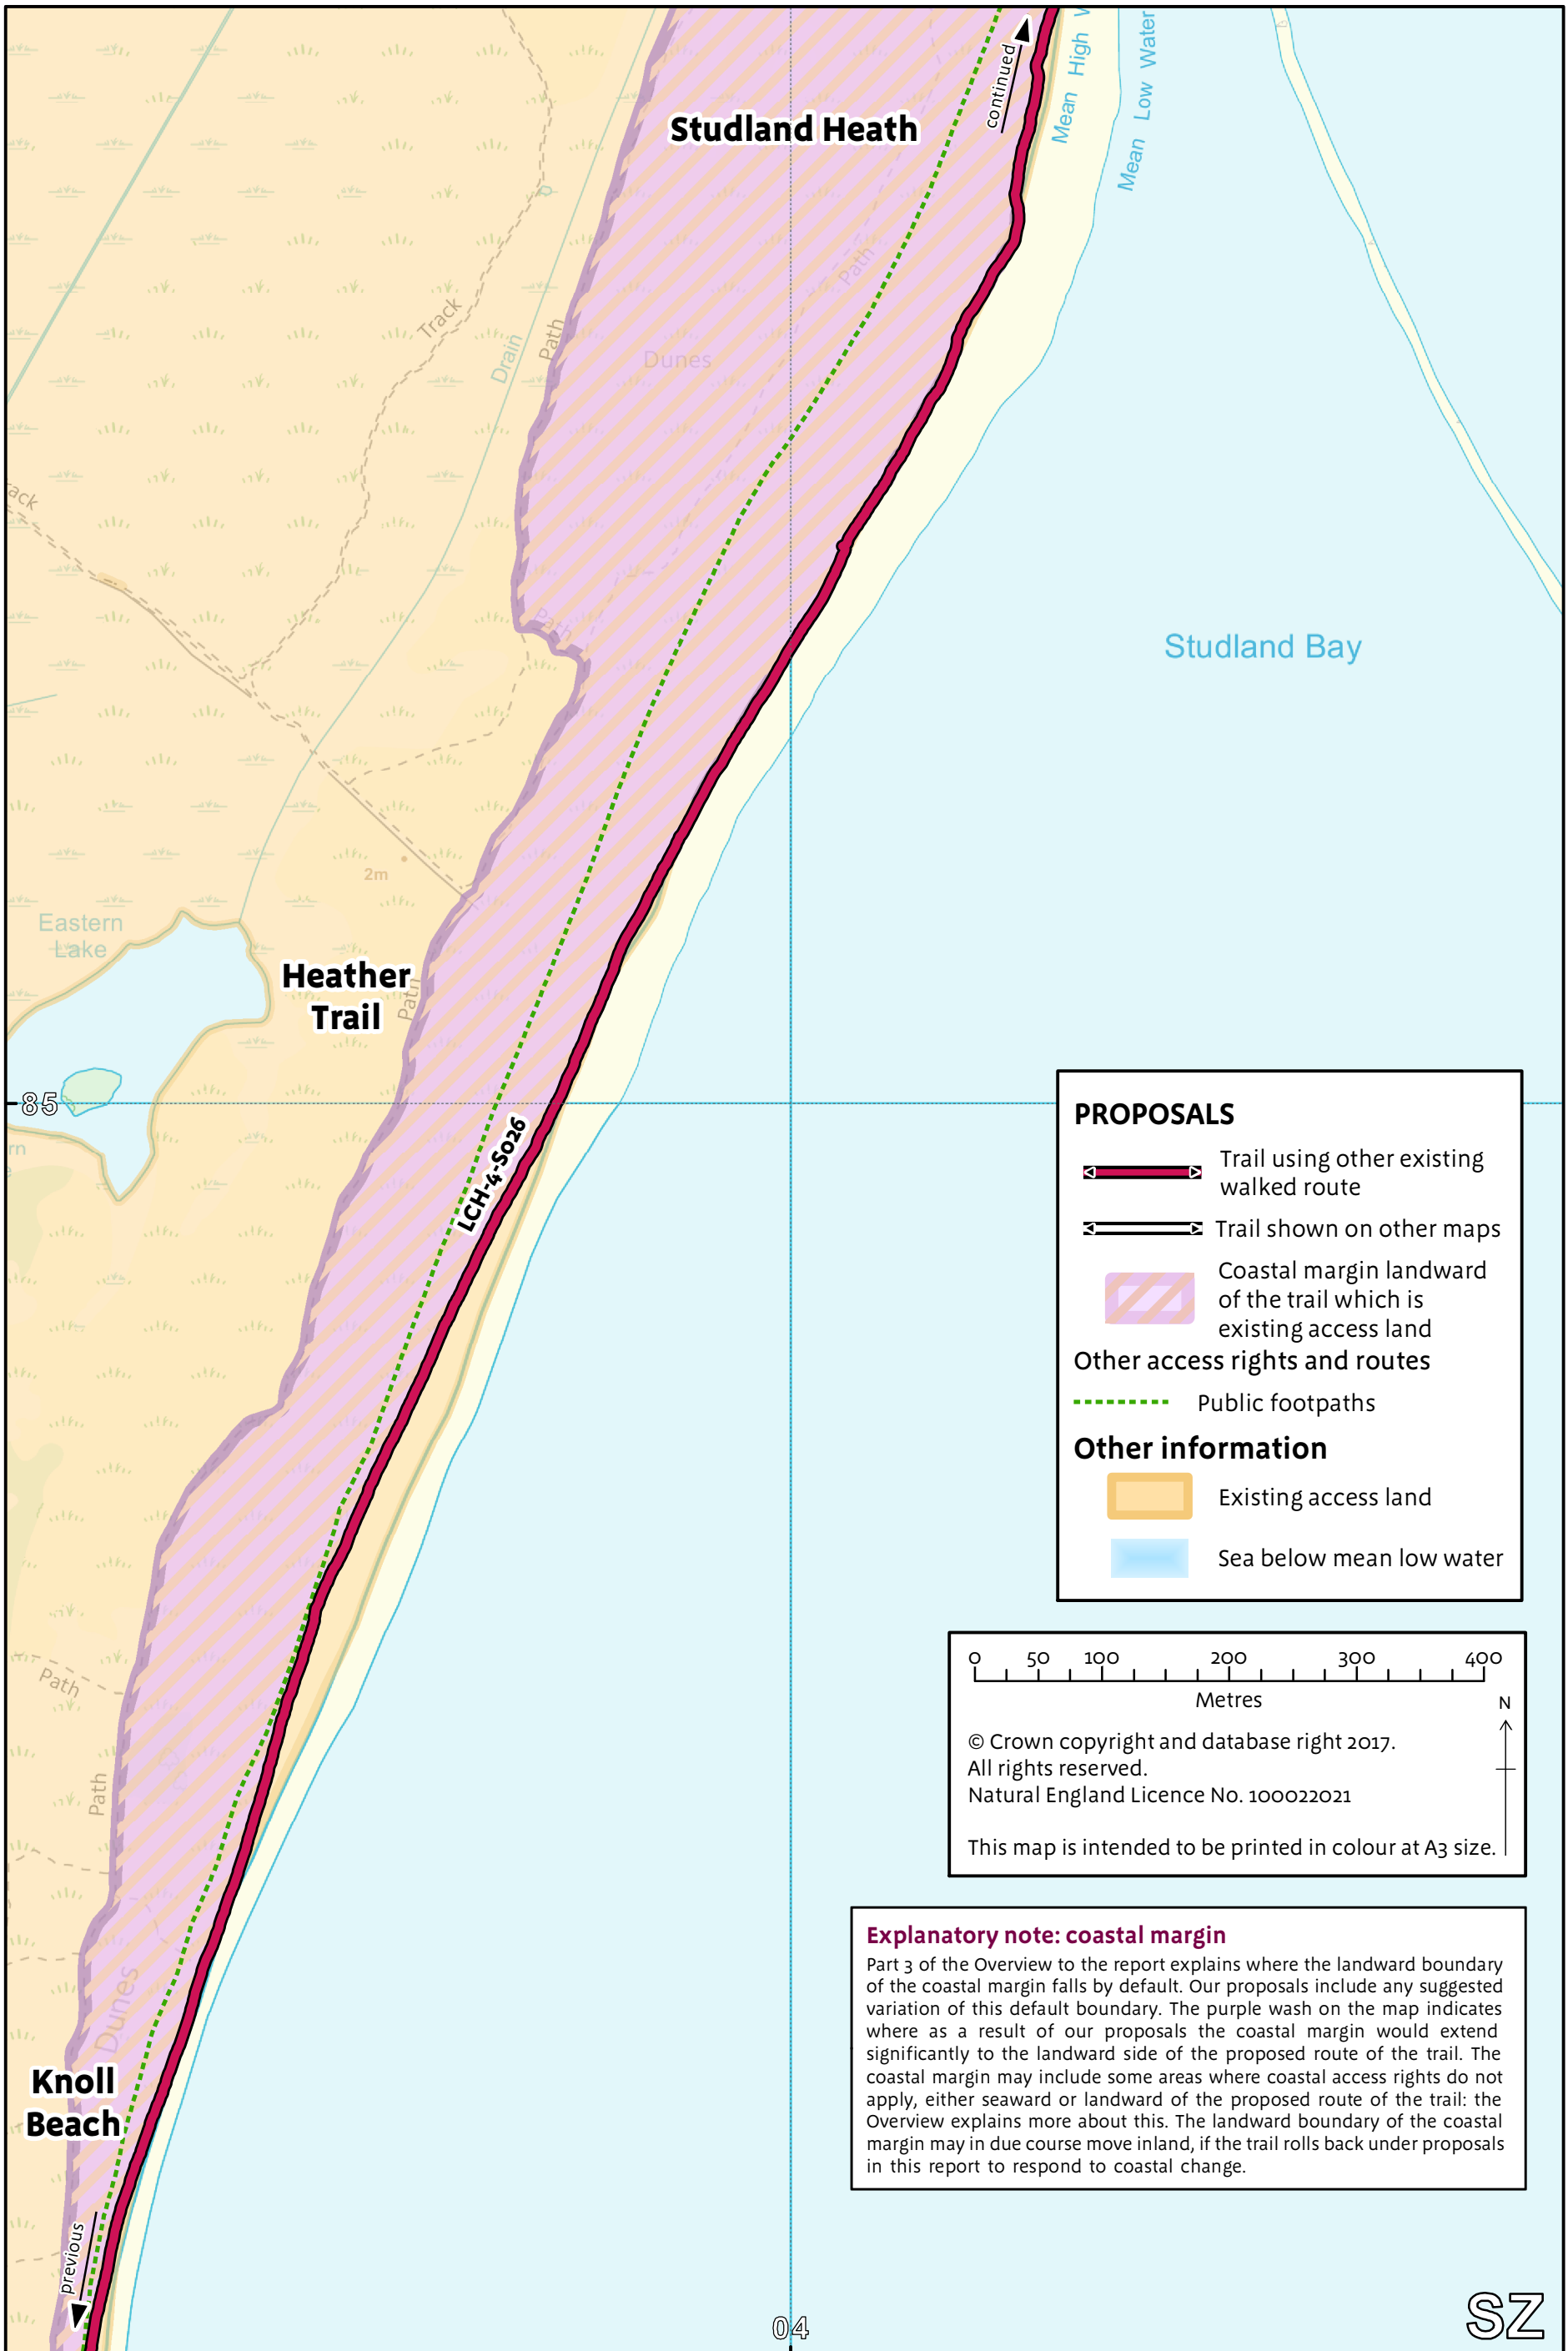 Studland Heath
continued
Mean High
Mean Low Water
Path
Track
Drain
Path
Dunes
Path
Studland Bay
2m
Eastern
Lake
Heather
Trail
Path
85
LCH-4-S026
Path
Path
Dunes
Knoll
Beach
previous
04
SZ
PROPOSALS
Trail using other existing
walked route
Trail shown on other maps
Coastal margin landward
of the trail which is
existing access land
Other access rights and routes
Public footpaths
Other information
Existing access land
Sea below mean low water
0 50 100 200 300 400
Metres
N
© Crown copyright and database right 2017.
All rights reserved.
Natural England Licence No. 100022021
This map is intended to be printed in colour at A3 size.
Explanatory note: coastal margin
Part 3 of the Overview to the report explains where the landward boundary
of the coastal margin falls by default. Our proposals include any suggested
variation of this default boundary. The purple wash on the map indicates
where as a result of our proposals the coastal margin would extend
significantly to the landward side of the proposed route of the trail. The
coastal margin may include some areas where coastal access rights do not
apply, either seaward or landward of the proposed route of the trail: the
Overview explains more about this. The landward boundary of the coastal
margin may in due course move inland, if the trail rolls back under proposals
in this report to respond to coastal change.